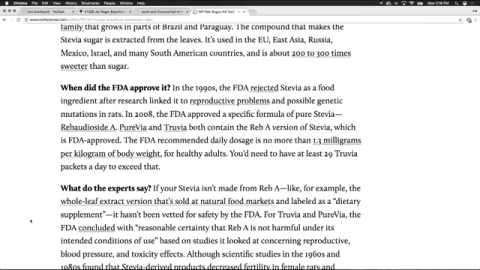 Chrome File Edit View History Bookmarks People Window Help
family that grows in parts of Brazil and Paraguay. The compound that makes the
Stevia sugar is extracted from the leaves. It's used in the EU, East Asia, Russia,
Mexico, Israel, and many South American countries, and is about 200 to 300 times
sweeter than sugar.
When did the FDA approve it? In the 1990s, the FDA rejected Stevia as a food
ingredient after research linked it to reproductive problems and possible genetic
mutations in rats. In 2008, the FDA approved a specific formula of pure Stevia—
Rebaudioside A. PureVia and Truvia both contain the Reb A version of Stevia, which
is FDA-approved. The FDA recommended daily dosage is no more than 1.3 milligrams
per kilogram of body weight, for healthy adults. You'd need to have at least 29 Truvia
packets a day to exceed that.
What do the experts say? If your Stevia isn't made from Reb A—like, for example, the
whole-leaf extract version that's sold at natural food markets and labeled as a "dietary
supplement"—it hasn't been vetted for safety by the FDA. For Truvia and PureVia, the
FDA concluded with "reasonable certainty that Reb A is not harmful under its
intended conditions of use" based on studies it looked at concerning reproductive,
blood pressure, and toxicity effects. Although scientific studies in the 1960s and
1980s found that Stevia-derived products decreased fertility in female rats and